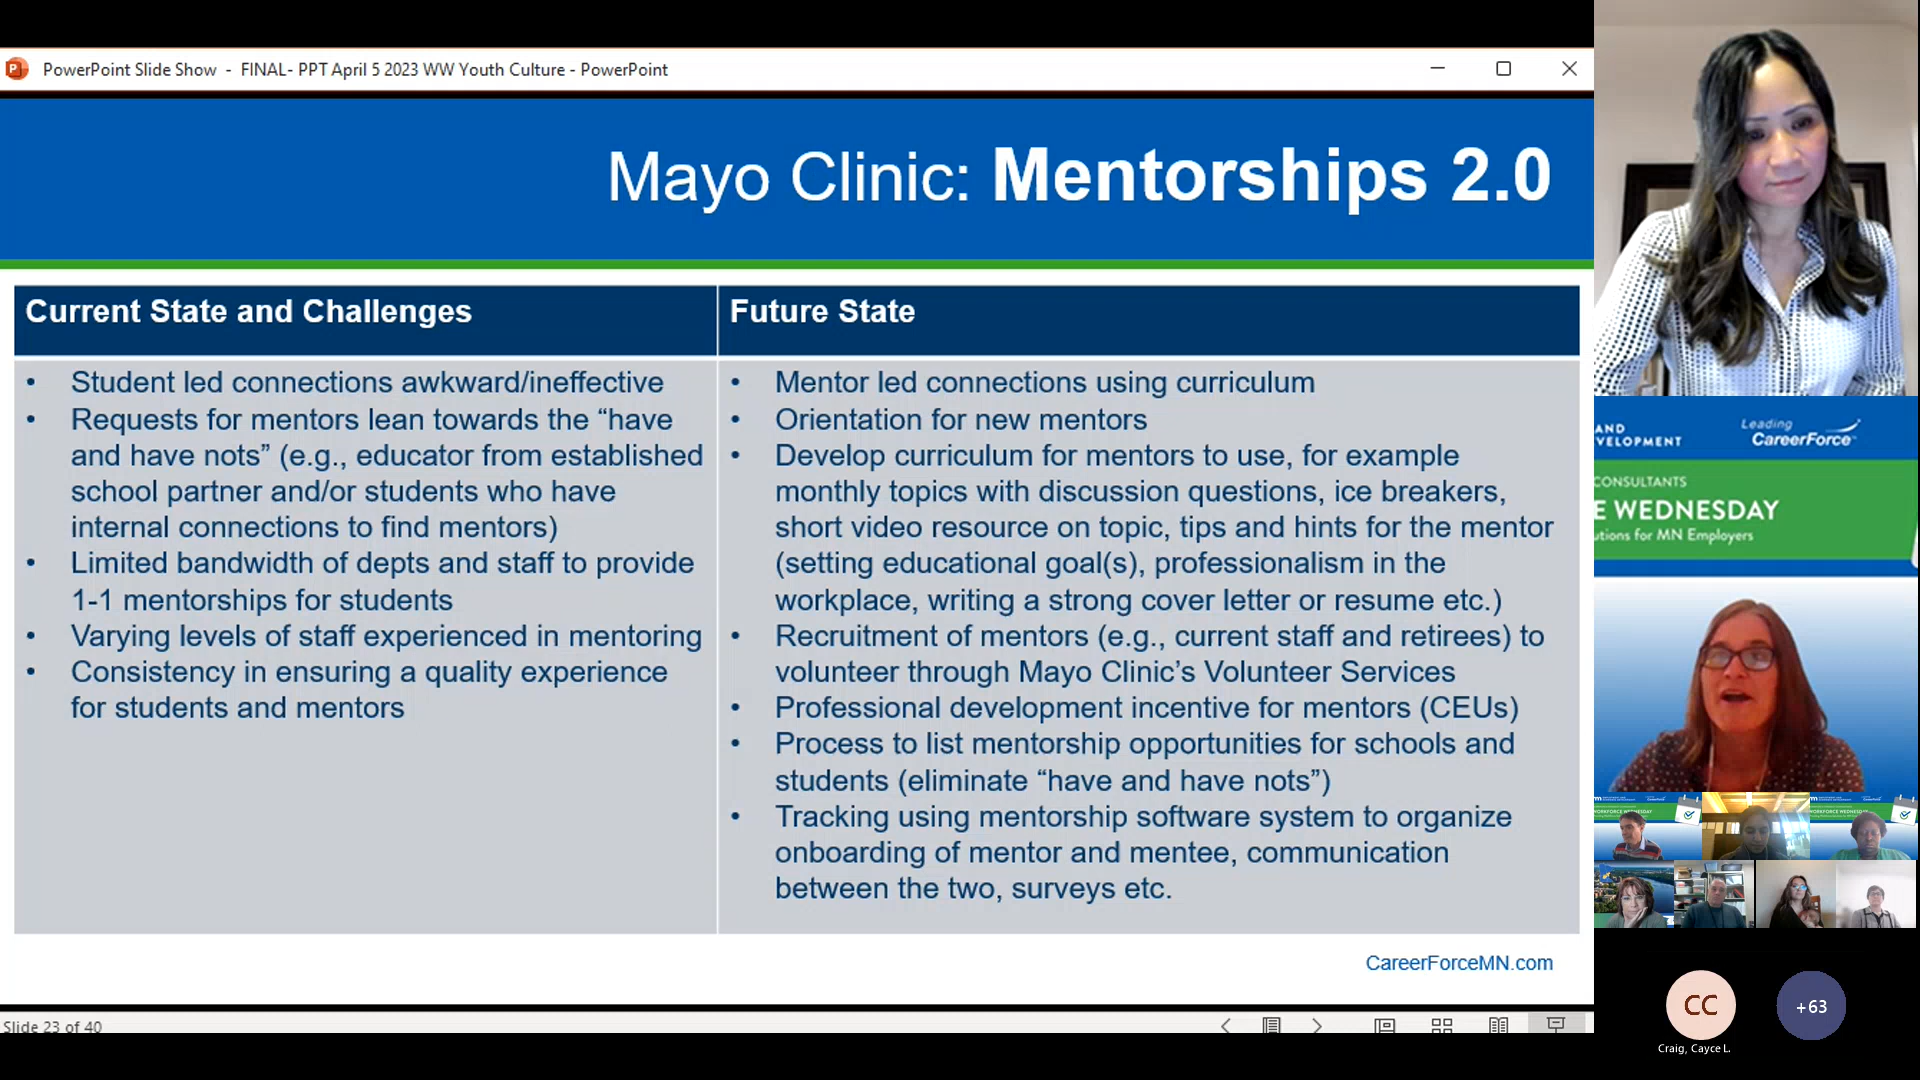 PowerPoint Slide Show - FINAL- PPT April 5 2023 WW Youth Culture - PowerPoint
Mayo Clinic: Mentorships 2.0
Current State and Challenges
• Student led connections awkward/ineffective
• Requests for mentors lean towards the “have
and have nots” (e.g., educator from established
school partner and/or students who have
internal connections to find mentors)
• Limited bandwidth of depts and staff to provide
1-1 mentorships for students
• Varying levels of staff experienced in mentoring
• Consistency in ensuring a quality experience
for students and mentors
Future State
• Mentor led connections using curriculum
• Orientation for new mentors
• Develop curriculum for mentors to use, for example
monthly topics with discussion questions, ice breakers,
short video resource on topic, tips and hints for the mentor
(setting educational goal(s), professionalism in the
workplace, writing a strong cover letter or resume etc.)
• Recruitment of mentors (e.g., current staff and retirees) to
volunteer through Mayo Clinic’s Volunteer Services
• Professional development incentive for mentors (CEUs)
• Process to list mentorship opportunities for schools and
students (eliminate “have and have nots”)
• Tracking using mentorship software system to organize
onboarding of mentor and mentee, communication
between the two, surveys etc.
CareerForceMN.com
Slide 23 of 40
AND
VELOPMENT
Leading
CareerForce
CONSULTANTS
E WEDNESDAY
utions for MN Employers
CC
+63
Craig, Cayce L.